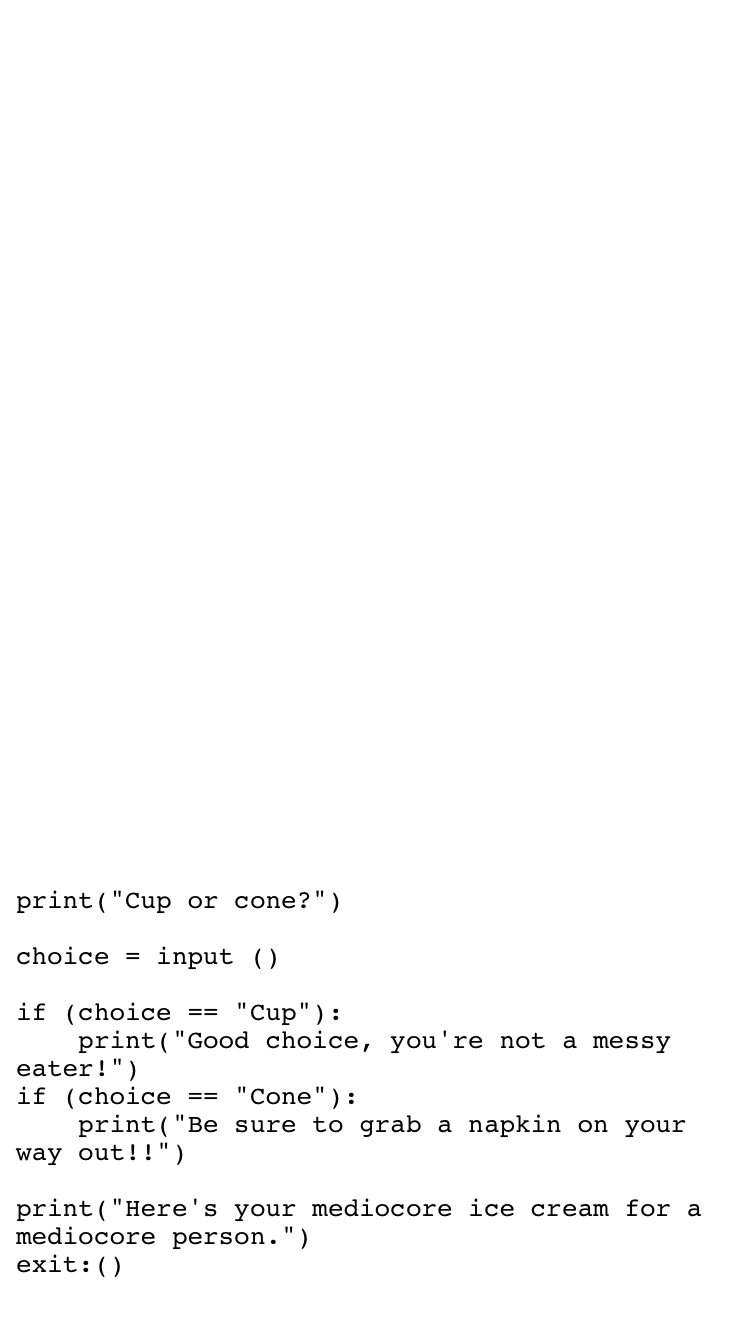 print("Cup or cone?")
choice = input ()
if (choice == "Cup"):
    print("Good choice, you're not a messy
eater!")
if (choice == "Cone"):
    print("Be sure to grab a napkin on your
way out!!")
print("Here's your mediocore ice cream for a
mediocore person.")
exit:()